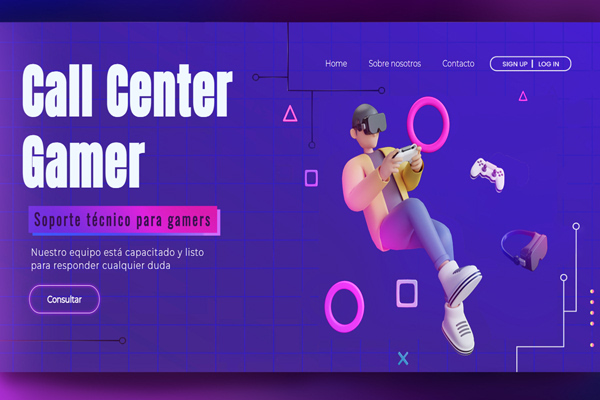 Home
Sobre nosotros
Contacto
SIGN UP | LOG IN
Call Center
Gamer
Soporte técnico para gamers
Nuestro equipo está capacitado y listo
para responder cualquier duda
Consultar